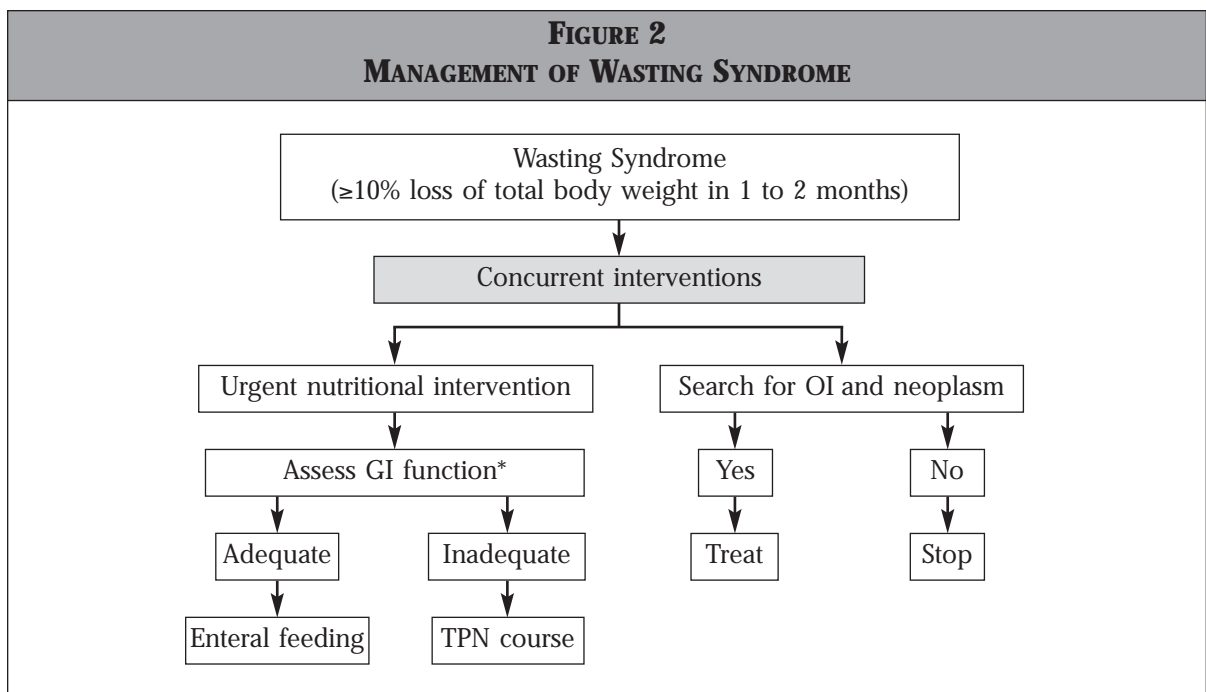 FIGURE 2
MANAGEMENT OF WASTING SYNDROME
Wasting Syndrome
(≥10% loss of total body weight in 1 to 2 months)
Concurrent interventions
Urgent nutritional intervention
Search for OI and neoplasm
Assess GI function*
Yes
No
Adequate
Inadequate
Treat
Stop
Enteral feeding
TPN course